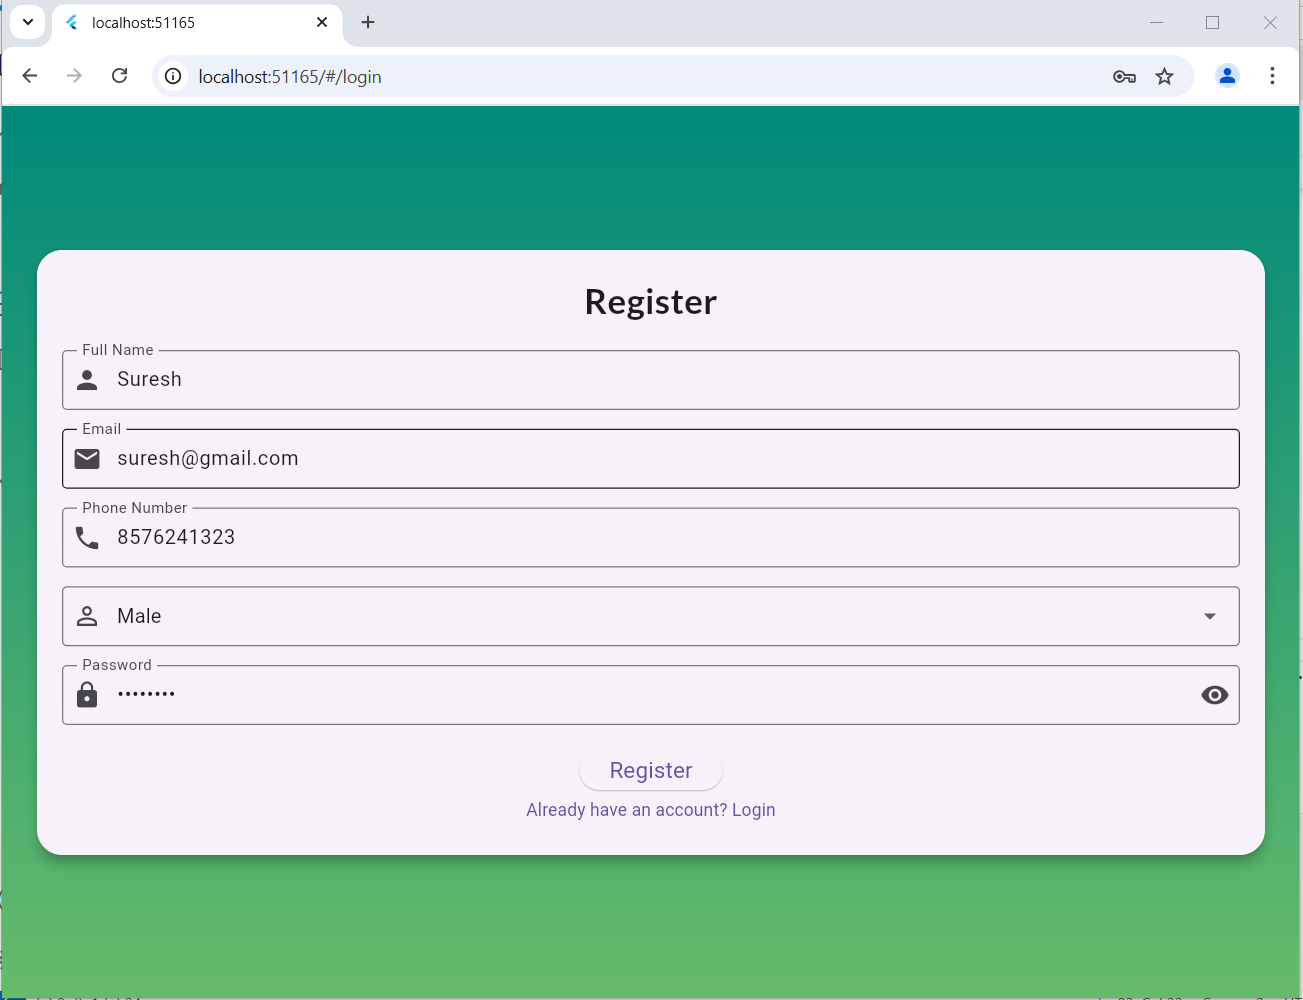 localhost:51165
localhost:51165/#/login
Register
Full Name
Suresh
Email
suresh@gmail.com
Phone Number
8576241323
Male
Password
••••••••
Register
Already have an account? Login